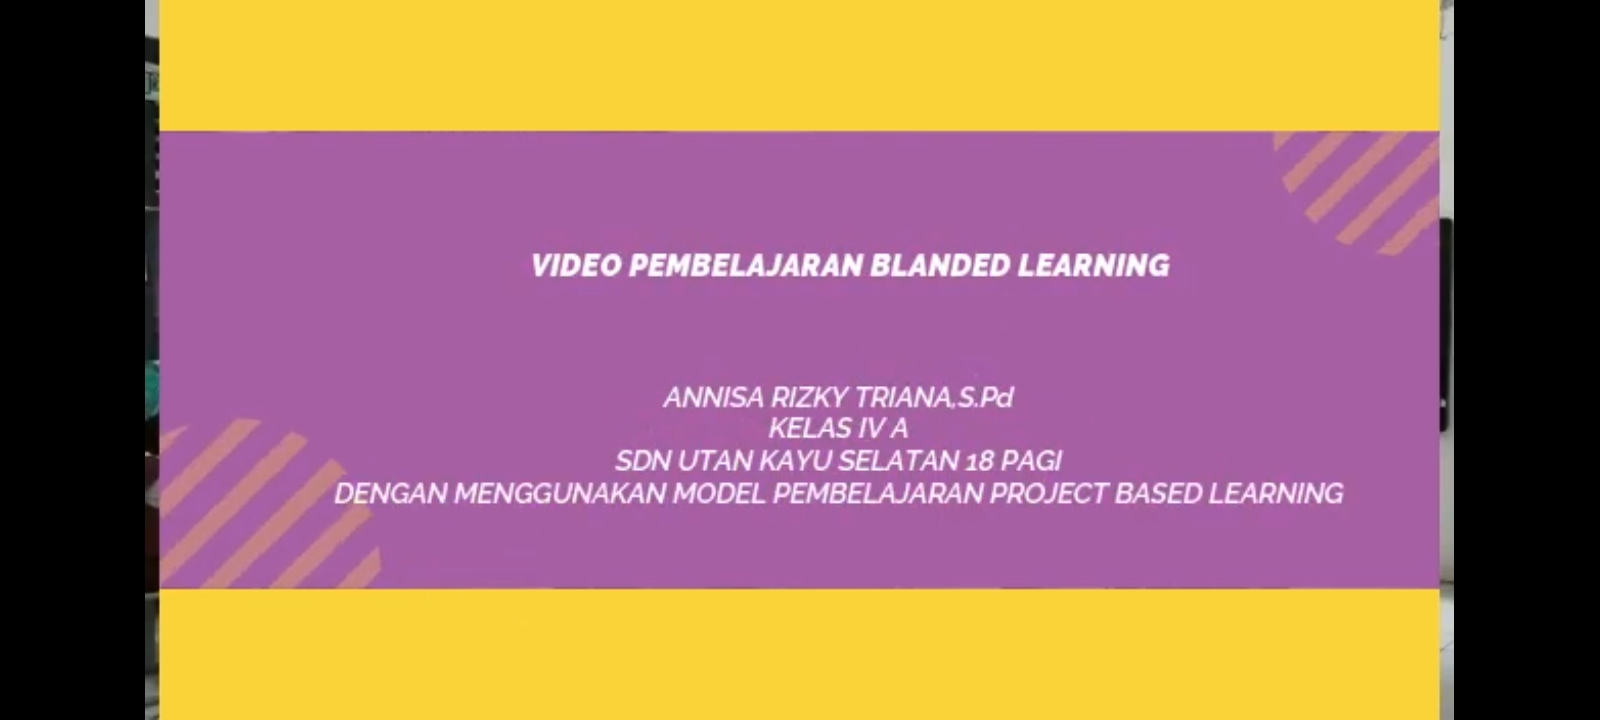 VIDEO PEMBELAJARAN BLANDED LEARNING
ANNISA RIZKY TRIANA,S.Pd
KELAS IV A
SDN UTAN KAYU SELATAN 18 PAGI
DENGAN MENGGUNAKAN MODEL PEMBELAJARAN PROJECT BASED LEARNING